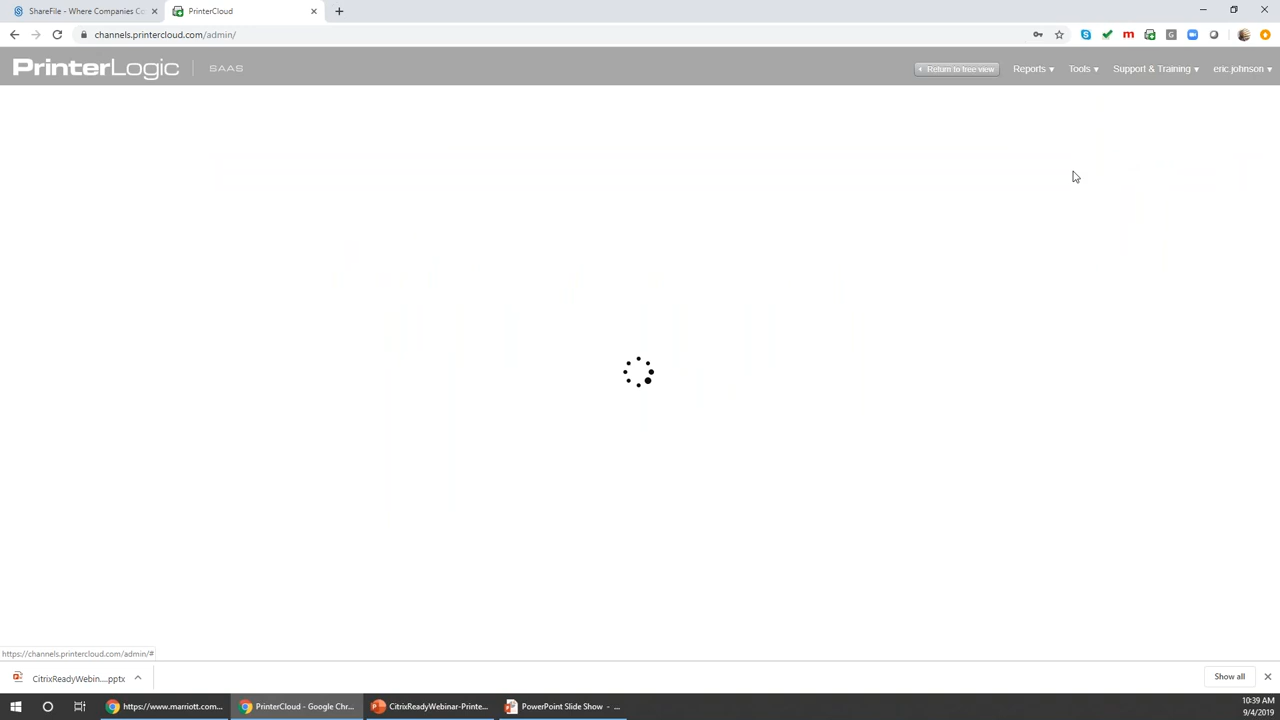 ShareFile - Where Companies Co
PrinterCloud
channels.printercloud.com/admin/
PrinterLogic SAAS
Return to tree view
Reports
Tools
Support & Training
eric.johnson
https://channels.printercloud.com/admin/#
CitrixReadyWebin....pptx
Show all
https://www.marriott.com...
PrinterCloud - Google Chr...
CitrixReadyWebinar-Printe...
PowerPoint Slide Show - ...
10:39 AM
9/4/2019